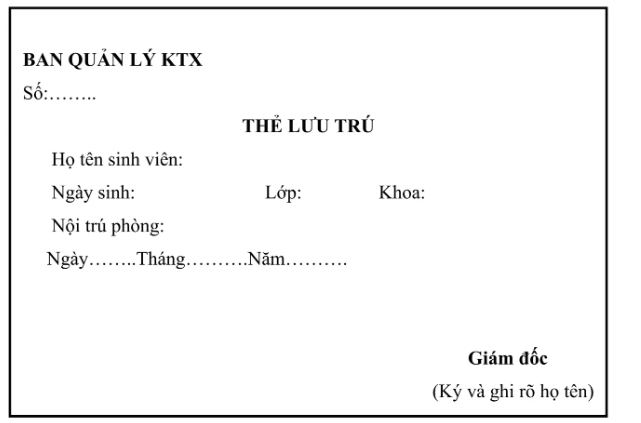 BAN QUẢN LÝ KTX
Số:……..
THẺ LƯU TRÚ
Họ tên sinh viên:
Ngày sinh: Lớp: Khoa:
Nội trú phòng:
Ngày……..Tháng……….Năm……….
Giám đốc
(Ký và ghi rõ họ tên)